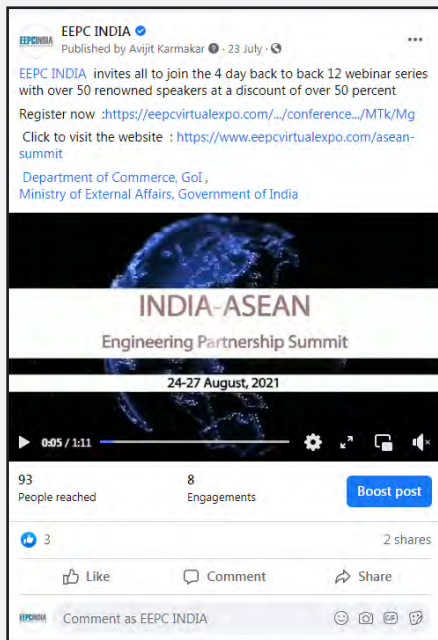 EEPCINDIA
EEPC INDIA
Published by Avijit Karmakar · 23 July ·
EEPC INDIA invites all to join the 4 day back to back 12 webinar series
with over 50 renowned speakers at a discount of over 50 percent
Register now :https://eepcvirtualexpo.com/.../conference.../MTk/Mg
Click to visit the website : https://www.eepcvirtualexpo.com/asean-
summit
Department of Commerce, GoI ,
Ministry of External Affairs, Government of India
INDIA-ASEAN
Engineering Partnership Summit
24-27 August, 2021
0:05 / 1:11
93
People reached
8
Engagements
Boost post
3
2 shares
Like
Comment
Share
EEPCINDIA
Comment as EEPC INDIA
GIF